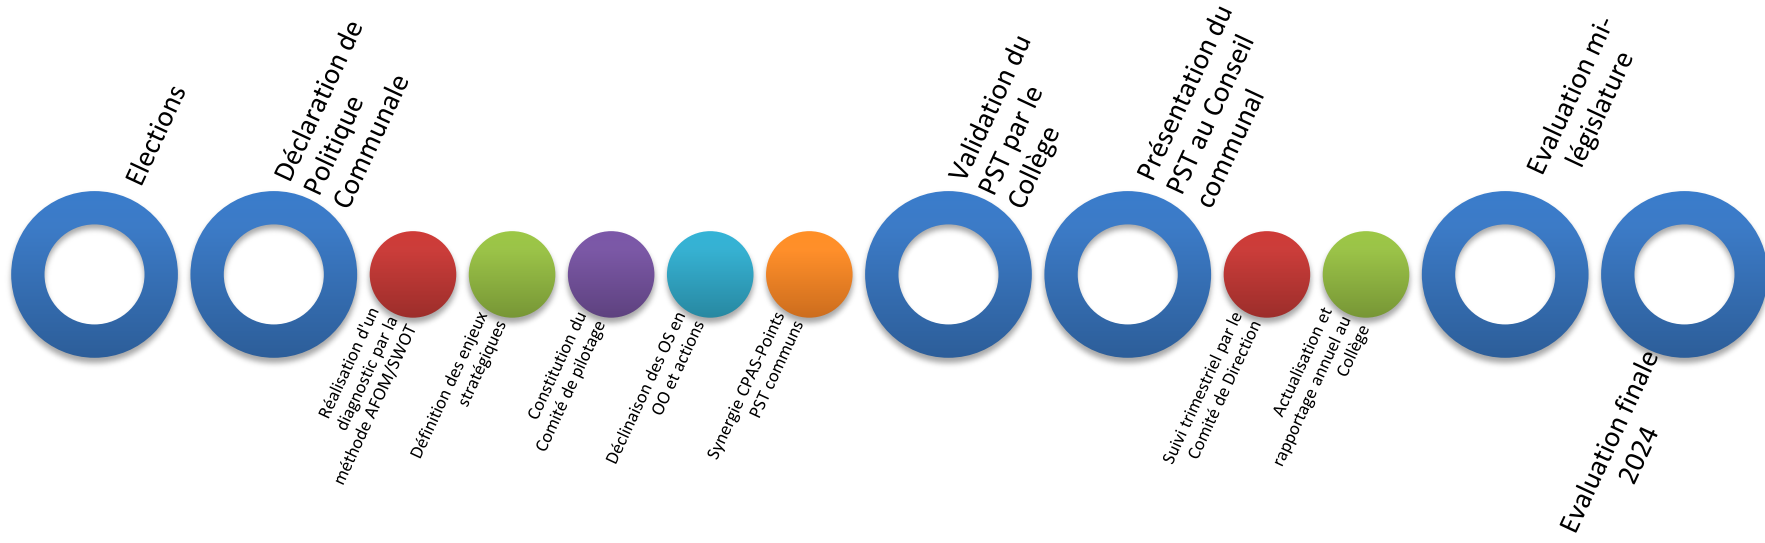 Elections
Déclaration de
Politique
Communale
Réalisation d'un
diagnostic par la
méthode AFOM/SWOT
Définition des enjeux
stratégiques
Constitution du
Comité de pilotage
Déclinaison des OS en
OO et actions
Synergie CPAS-Points
PST communs
Validation du
PST par le
Collège
Présentation du
PST au Conseil
communal
Suivi trimestriel par le
Comité de Direction
Actualisation et
rapportage annuel au
Collège
Evaluation mi-
législature
Evaluation finale
2024